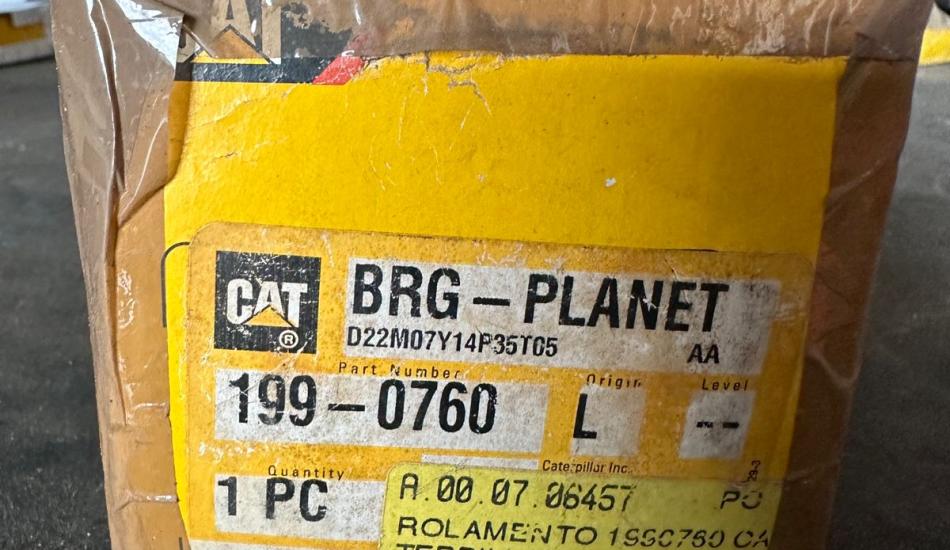 CAT
CAT ®
BRG – PLANET
D22M07Y14P35T05 AA
Part Number Origin Level
199 – 0760 L --
Quantity Caterpillar Inc.
1 PC
A.00.07.06457
ROLAMENTO 1990760 CA